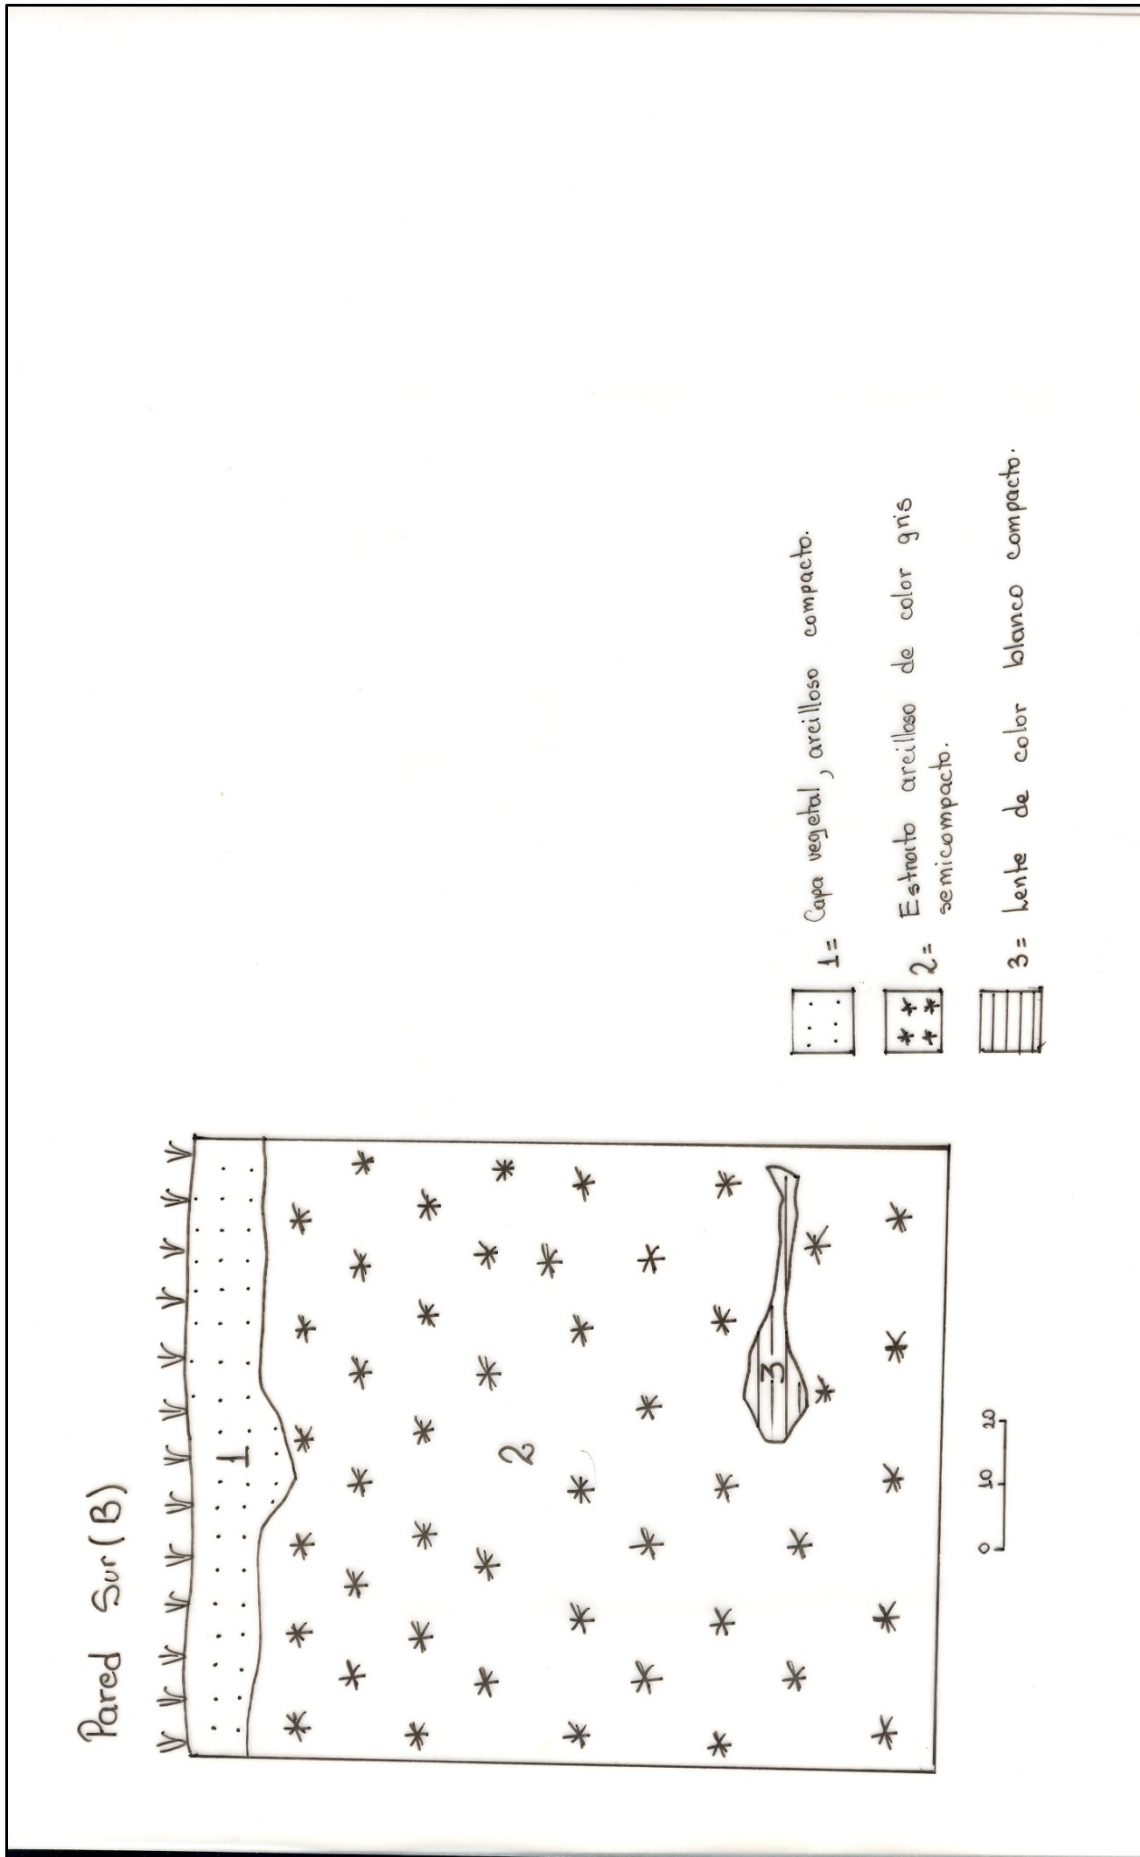 Pared Sur (B)
1
2
3
0 10 20
1= Capa vegetal, arcilloso compacto.
2= Estrato arcilloso de color gris
semicompacto.
3= Lente de color blanco compacto.